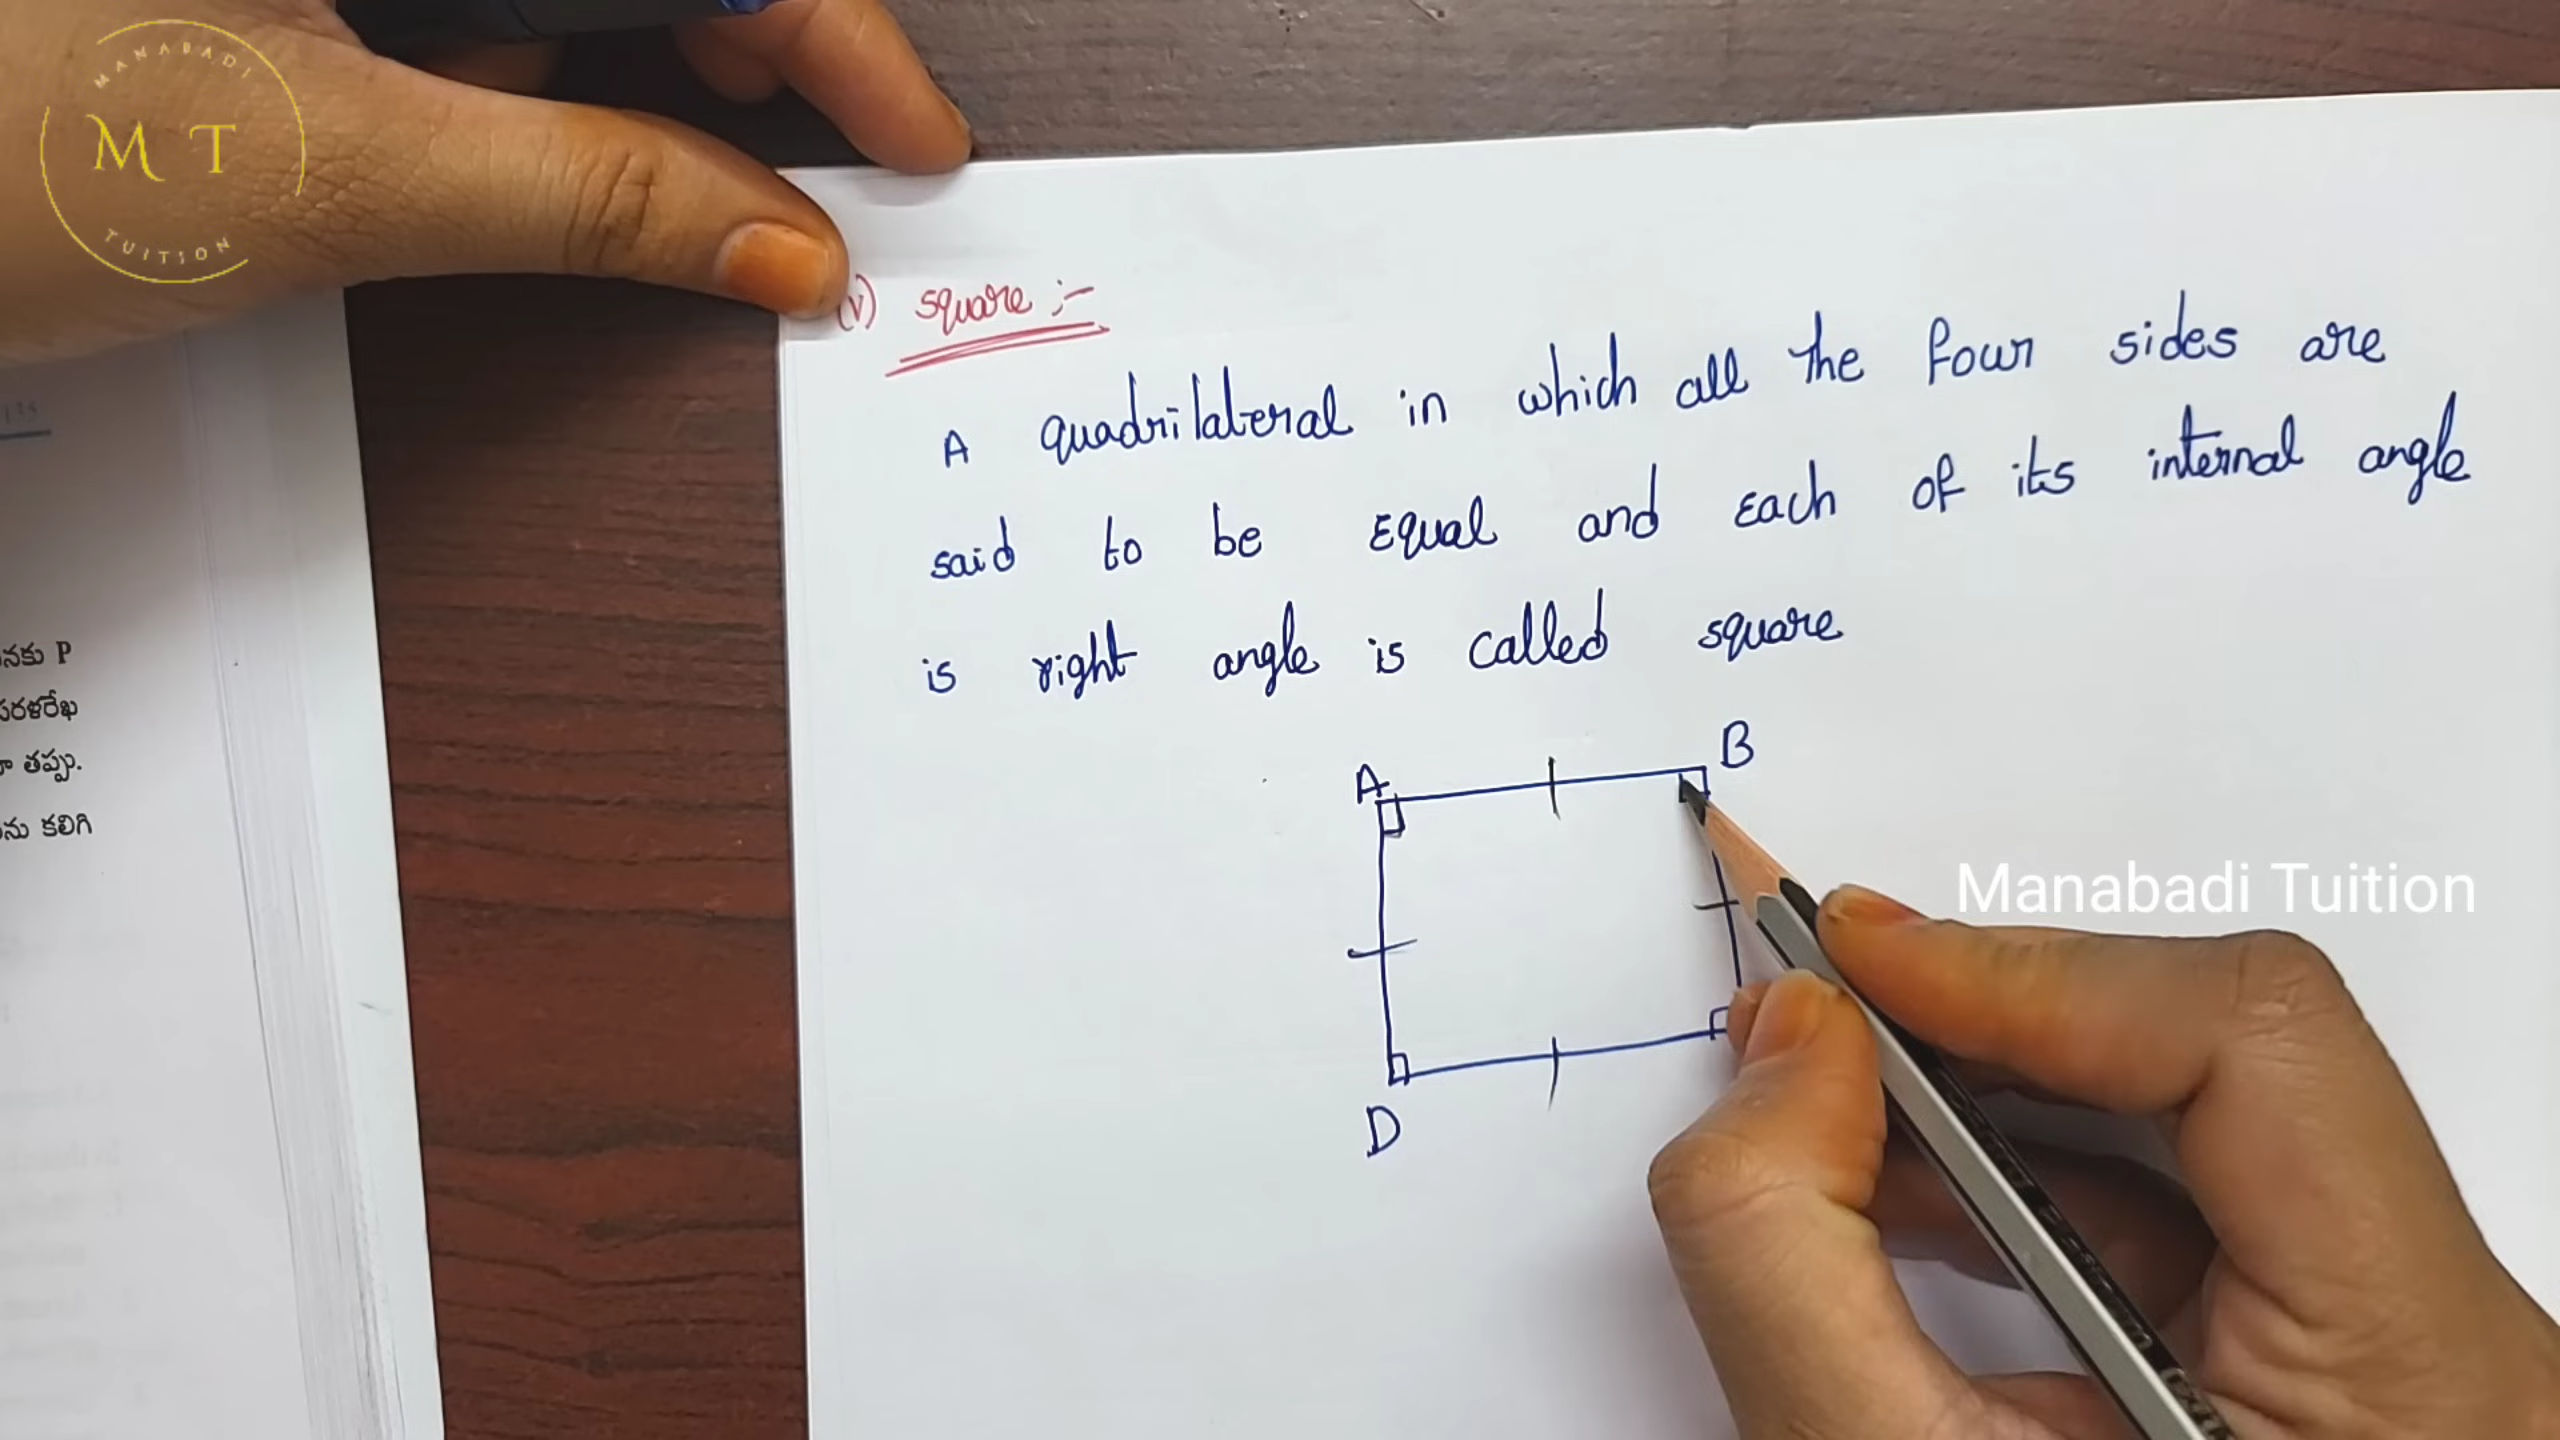 MANABADI
M T
TUITION
(v) square :-
A quadrilateral in which all the four sides are
said to be Equal and Each of its internal angle
is right angle is called square
A
B
D
Manabadi Tuition
నకు P
సరళరేఖ
తప్పు.
ను కలిగి